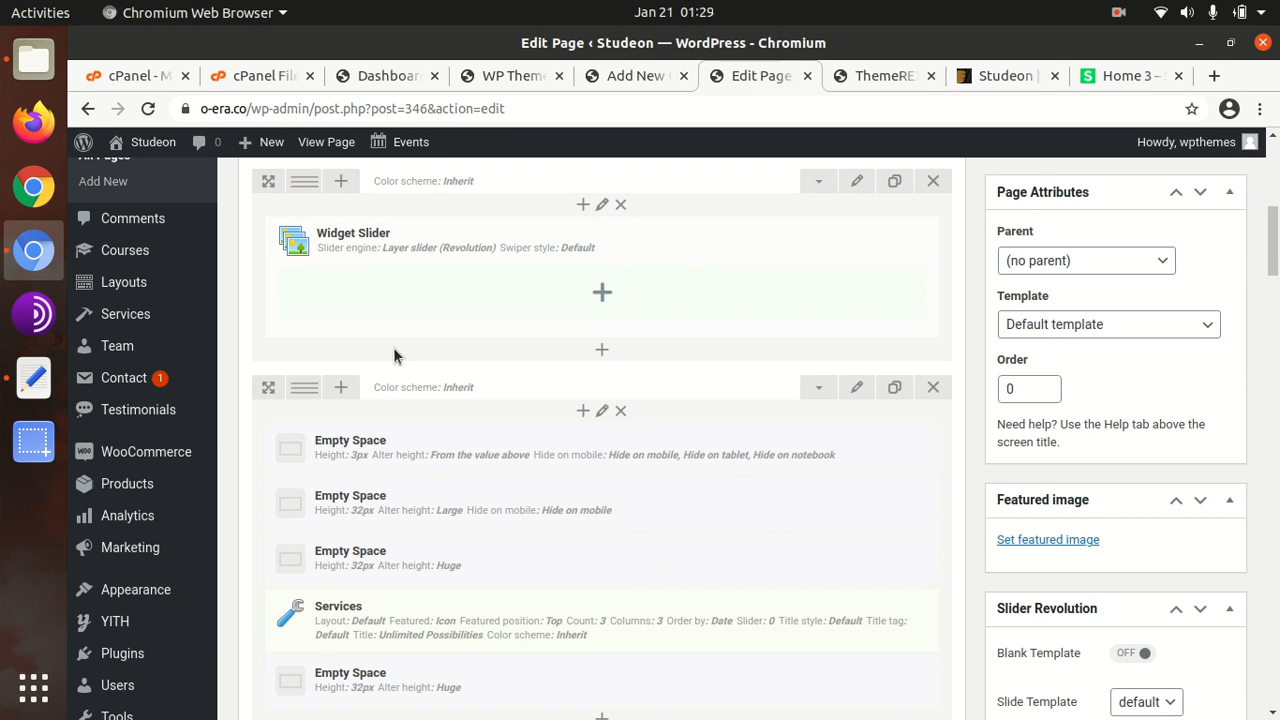 Activities
Chromium Web Browser
Jan 21 01:29
Edit Page ‹ Studeon — WordPress - Chromium
cPanel - M
cPanel File
Dashboar
WP Them
Add New
Edit Page
ThemeRE
Studeon |
Home 3 –
o-era.co/wp-admin/post.php?post=346&action=edit
Studeon
0
New
View Page
Events
Howdy, wpthemes
All Pages
Add New
Comments
Courses
Layouts
Services
Team
Contact 1
Testimonials
WooCommerce
Products
Analytics
Marketing
Appearance
YITH
Plugins
Users
Tools
Color scheme: Inherit
Widget Slider
Slider engine: Layer slider (Revolution) Swiper style: Default
Color scheme: Inherit
Empty Space
Height: 3px Alter height: From the value above Hide on mobile: Hide on mobile, Hide on tablet, Hide on notebook
Empty Space
Height: 32px Alter height: Large Hide on mobile: Hide on mobile
Empty Space
Height: 32px Alter height: Huge
Services
Layout: Default Featured: Icon Featured position: Top Count: 3 Columns: 3 Order by: Date Slider: 0 Title style: Default Title tag:
Default Title: Unlimited Possibilities Color scheme: Inherit
Empty Space
Height: 32px Alter height: Huge
Page Attributes
Parent
(no parent)
Template
Default template
Order
0
Need help? Use the Help tab above the
screen title.
Featured image
Set featured image
Slider Revolution
Blank Template
OFF
Slide Template
default